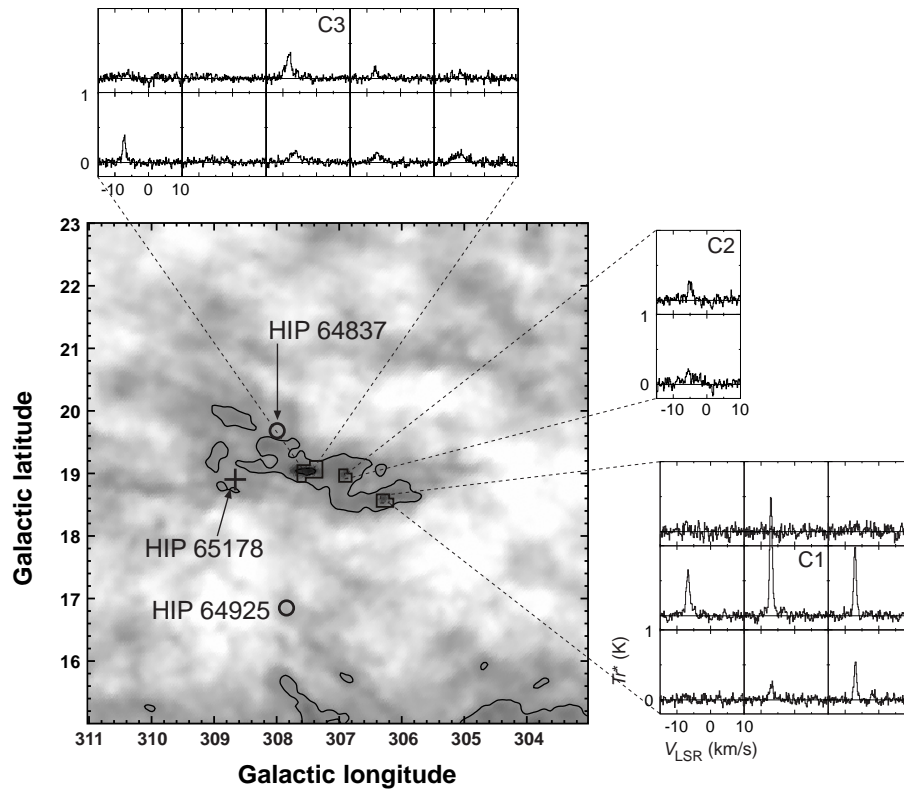 C3
1
0
-10 0 10
C2
1
0
-10 0 10
23
22
21
20
19
18
17
16
15
HIP 64837
HIP 65178
HIP 64925
Galactic latitude
311 310 309 308 307 306 305 304
Galactic longitude
C1
1
0
Tr* (K)
-10 0 10
VLSR (km/s)